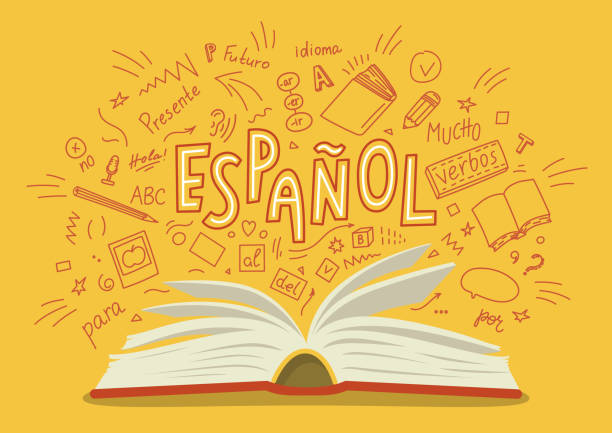 P
Futuro
idioma
Presente
-ar
-er
-ir
A
no
Hola!
ABC
ESPAÑOL
MUCHO
verbos
T
al
del
B
para
por